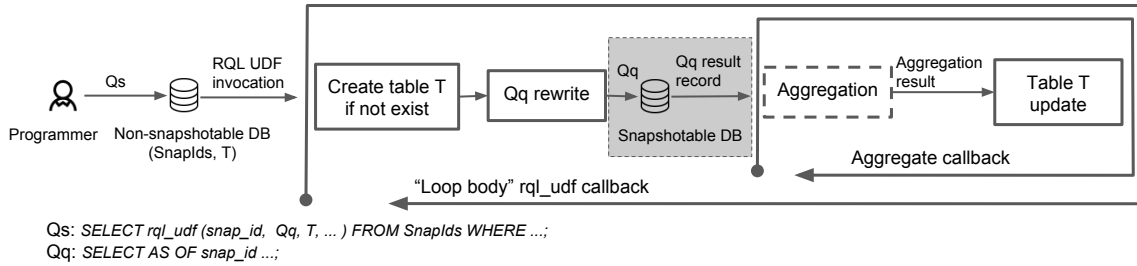 Programmer
Qs
Non-snapshotable DB
(SnapIds, T)
RQL UDF
invocation
Create table T
if not exist
Qq rewrite
Qq
Qq result
record
Snapshotable DB
Aggregation
Aggregation
result
Table T
update
Aggregate callback
“Loop body” rql_udf callback
Qs: SELECT rql_udf (snap_id, Qq, T, ... ) FROM SnapIds WHERE ...;
Qq: SELECT AS OF snap_id ...;